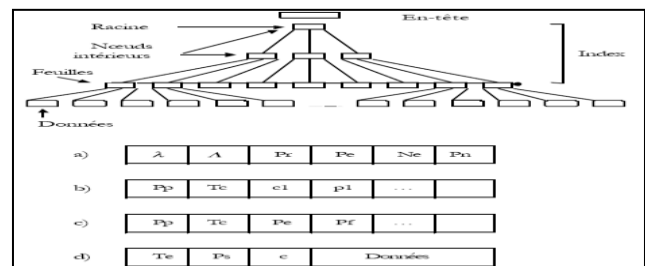 En-tête
Racine
Nœuds
intérieurs
Index
Feuilles
Données
a) λ Λ Pr Pe Ne Pn
b) Pp Tc c1 p1 ...
c) Pp Tc Pe Pf ...
d) Te Ps c Données